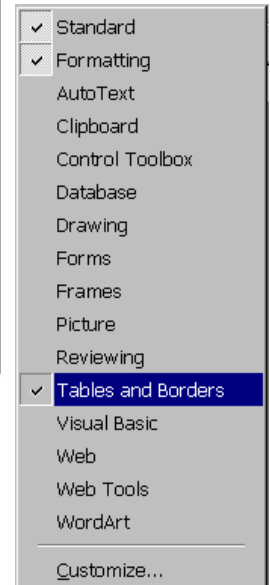 Standard
Formatting
AutoText
Clipboard
Control Toolbox
Database
Drawing
Forms
Frames
Picture
Reviewing
Tables and Borders
Visual Basic
Web
Web Tools
WordArt
Customize...